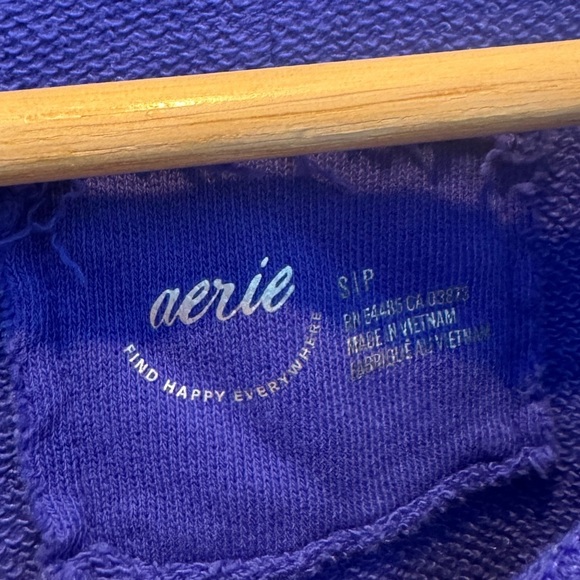 aerie
FIND HAPPY EVERYWHERE
S | P
RN 54485 CA 03873
MADE IN VIETNAM
FABRIQUÉ AU VIETNAM